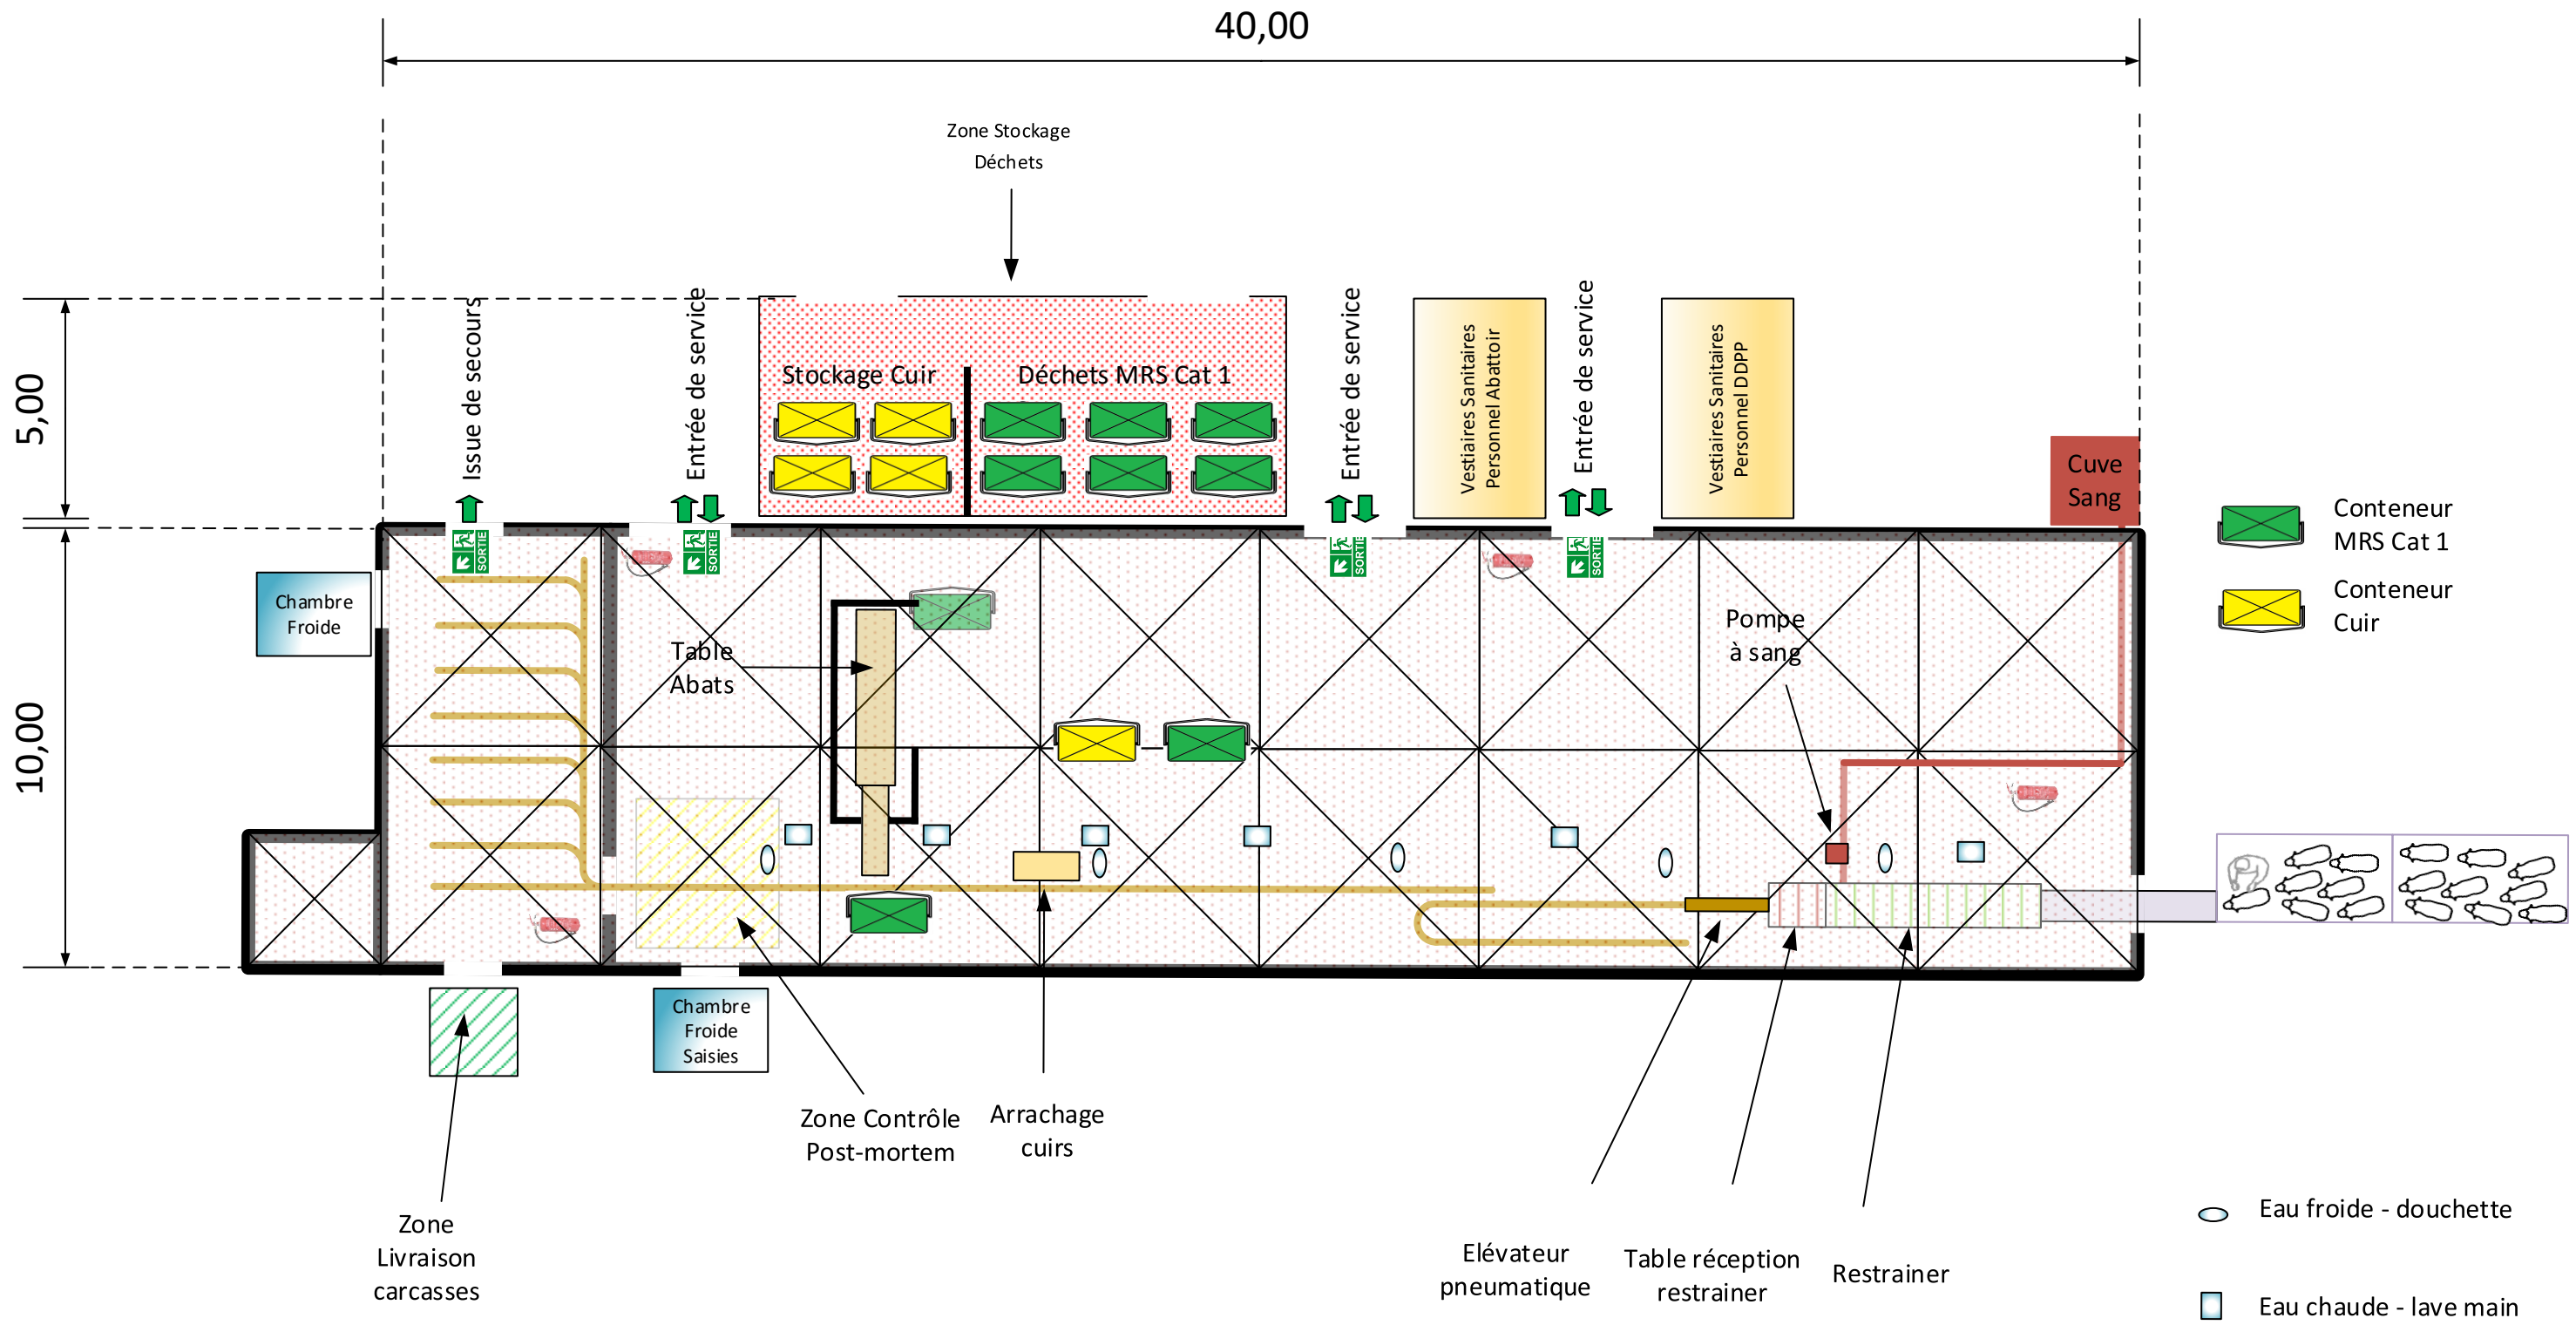 40,00
Zone Stockage
Déchets
5,00
10,00
Issue de secours
Entrée de service
Stockage Cuir
Déchets MRS Cat 1
Entrée de service
Vestiaires Sanitaires
Personnel Abattoir
Entrée de service
Vestiaires Sanitaires
Personnel DDPP
Cuve
Sang
Conteneur
MRS Cat 1
Conteneur
Cuir
SORTIE
SORTIE
SORTIE
SORTIE
Chambre
Froide
Table
Abats
Pompe
à sang
Chambre
Froide
Saisies
Zone Contrôle
Post-mortem
Arrachage
cuirs
Zone
Livraison
carcasses
Elévateur
pneumatique
Table réception
restrainer
Restrainer
Eau froide - douchette
Eau chaude - lave main